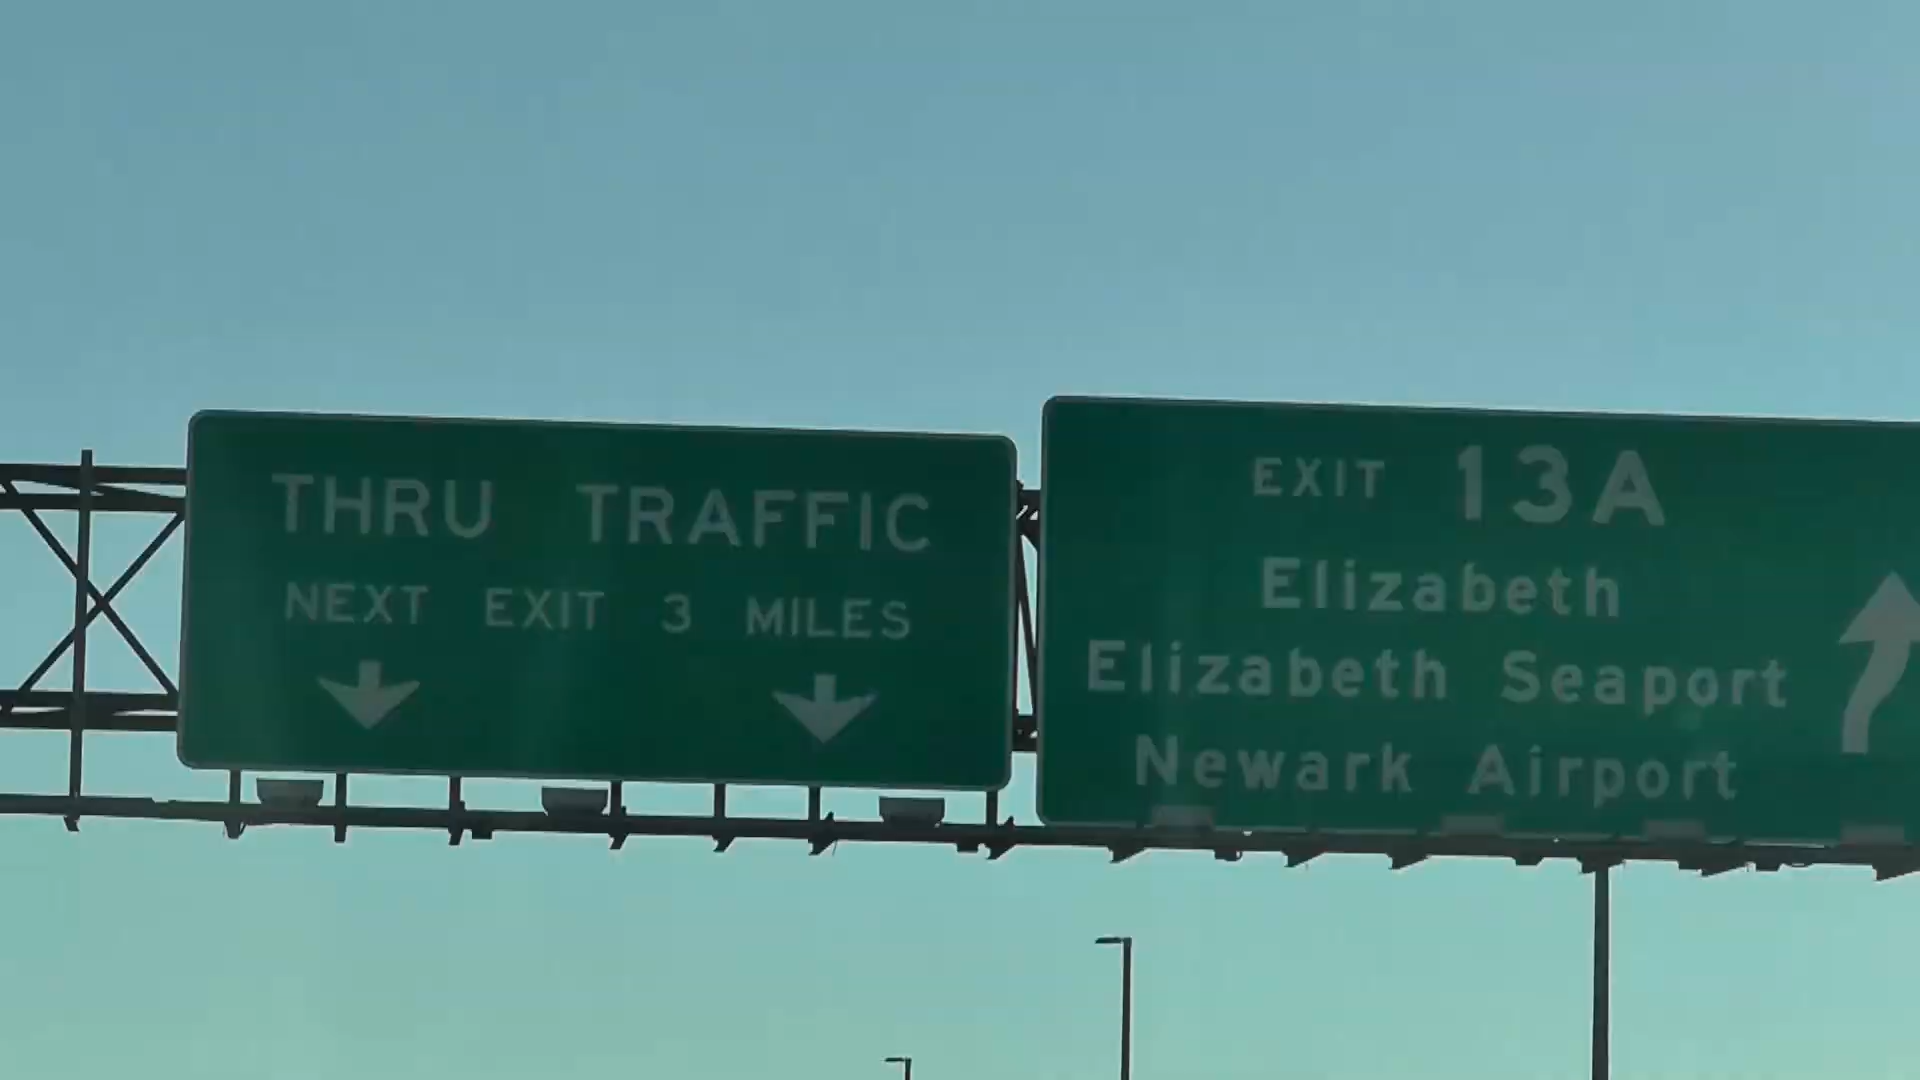 THRU TRAFFIC
NEXT EXIT 3 MILES
EXIT 13A
Elizabeth
Elizabeth Seaport
Newark Airport